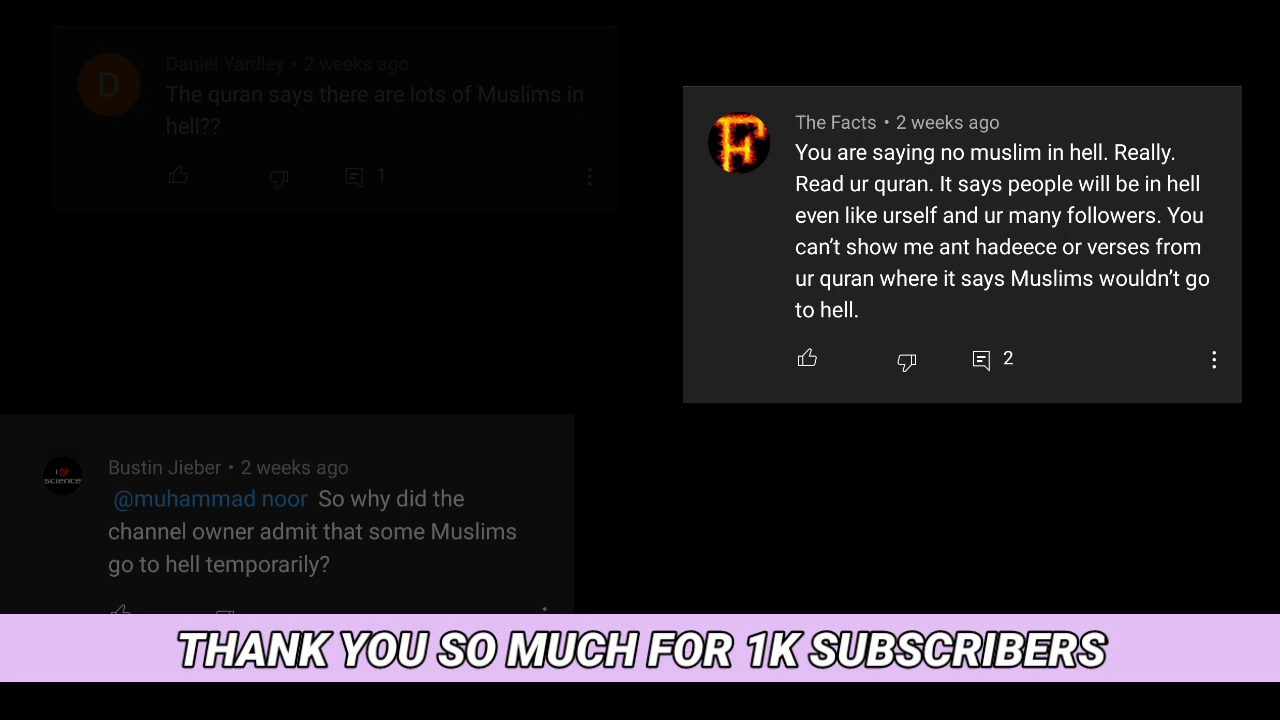 D
Daniel Yardley • 2 weeks ago
The quran says there are lots of Muslims in
hell??
1
The Facts • 2 weeks ago
You are saying no muslim in hell. Really.
Read ur quran. It says people will be in hell
even like urself and ur many followers. You
can't show me ant hadeece or verses from
ur quran where it says Muslims wouldn't go
to hell.
2
I
SCIENCE
Bustin Jieber • 2 weeks ago
@muhammad noor So why did the
channel owner admit that some Muslims
go to hell temporarily?
THANK YOU SO MUCH FOR 1K SUBSCRIBERS